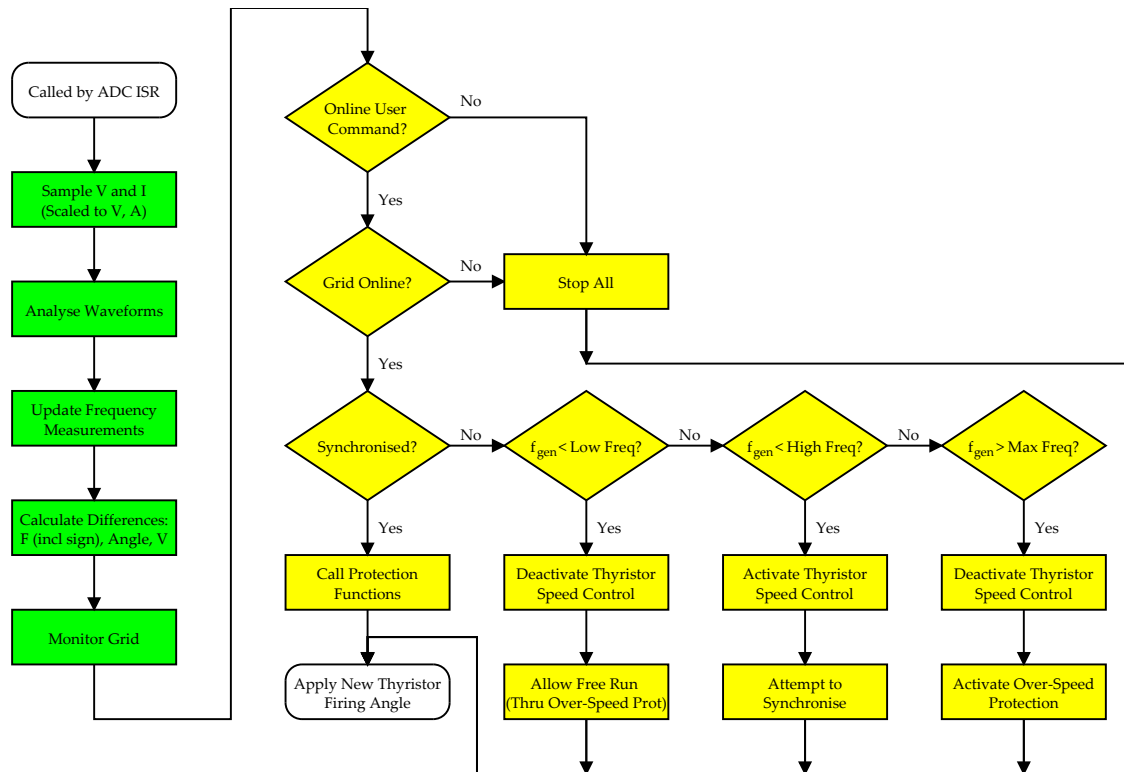 Called by ADC ISR
Sample V and I
(Scaled to V, A)
Analyse Waveforms
Update Frequency
Measurements
Calculate Differences:
F (incl sign), Angle, V
Monitor Grid
Online User
Command?
No
Yes
Grid Online?
No
Stop All
Yes
Synchronised?
No
f_gen < Low Freq?
No
f_gen < High Freq?
No
f_gen > Max Freq?
Yes
Yes
Yes
Yes
Call Protection
Functions
Deactivate Thyristor
Speed Control
Activate Thyristor
Speed Control
Deactivate Thyristor
Speed Control
Apply New Thyristor
Firing Angle
Allow Free Run
(Thru Over-Speed Prot)
Attempt to
Synchronise
Activate Over-Speed
Protection